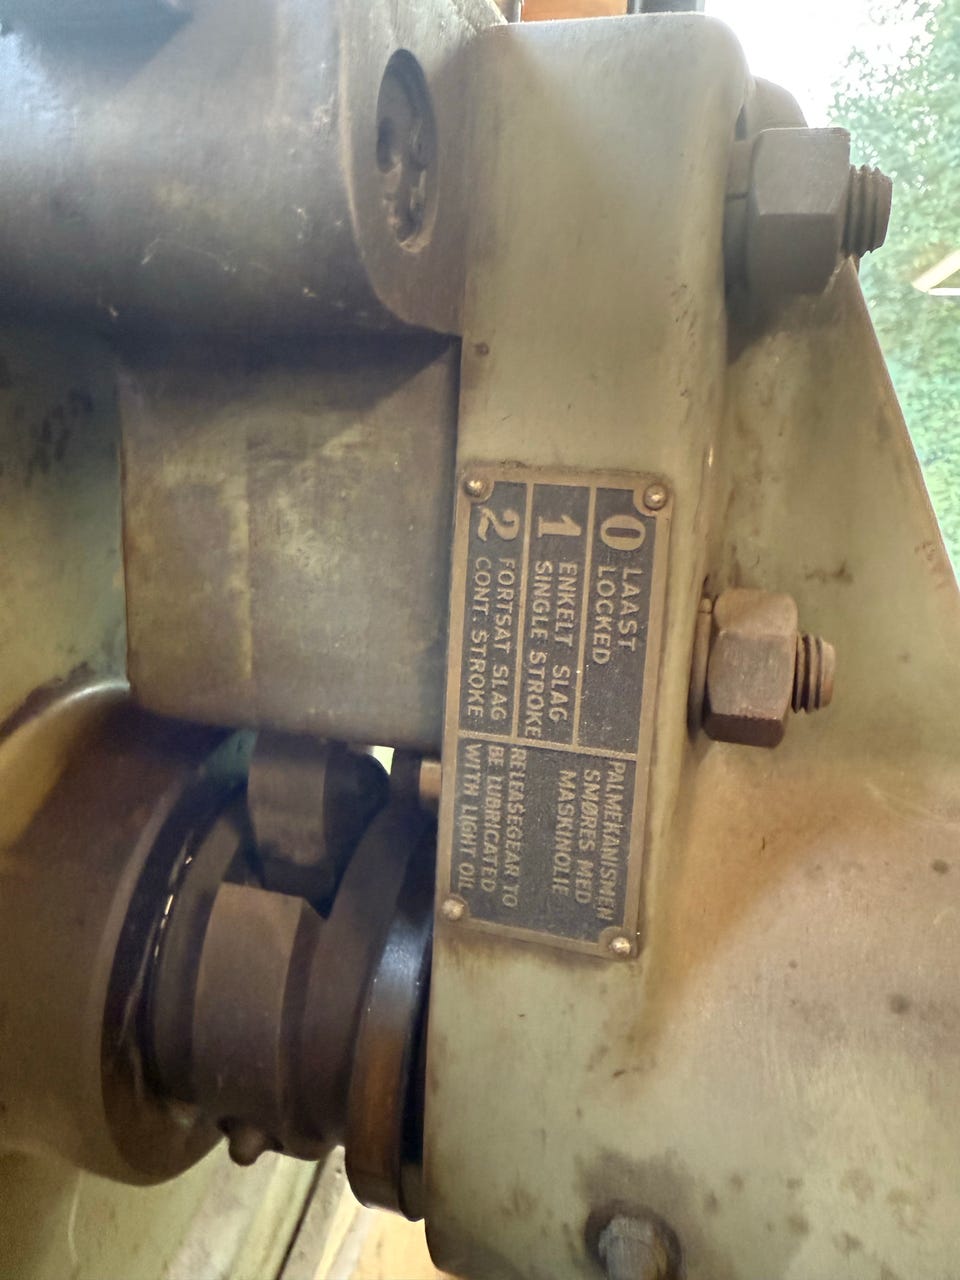 0 LAAST
LOCKED
1 ENKELT SLAG
SINGLE STROKE
2 FORTSAT SLAG
CONT. STROKE
PALMEKANISMEN
SMØRES MED
MASKINOLIE
RELEASEGEAR TO
BE LUBRICATED
WITH LIGHT OIL